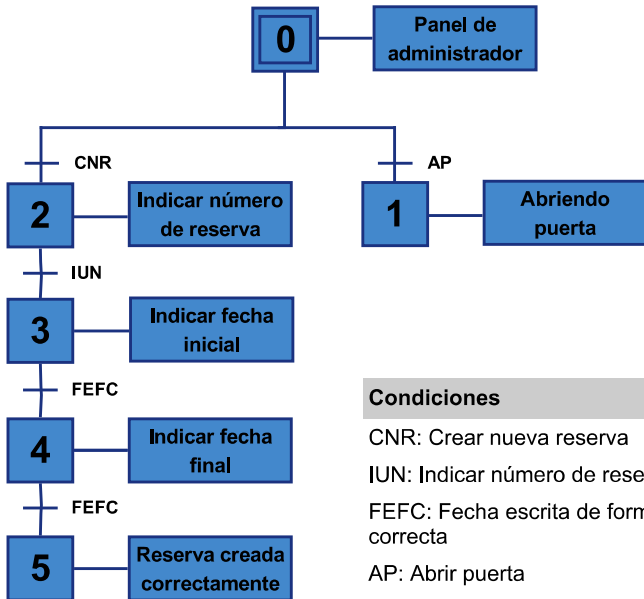 0
Panel de
administrador
CNR
AP
2
Indicar número
de reserva
1
Abriendo
puerta
IUN
3
Indicar fecha
inicial
FEFC
4
Indicar fecha
final
FEFC
5
Reserva creada
correctamente
Condiciones
CNR: Crear nueva reserva
IUN: Indicar número de
FEFC: Fecha escrita de
correcta
AP: Abrir puerta